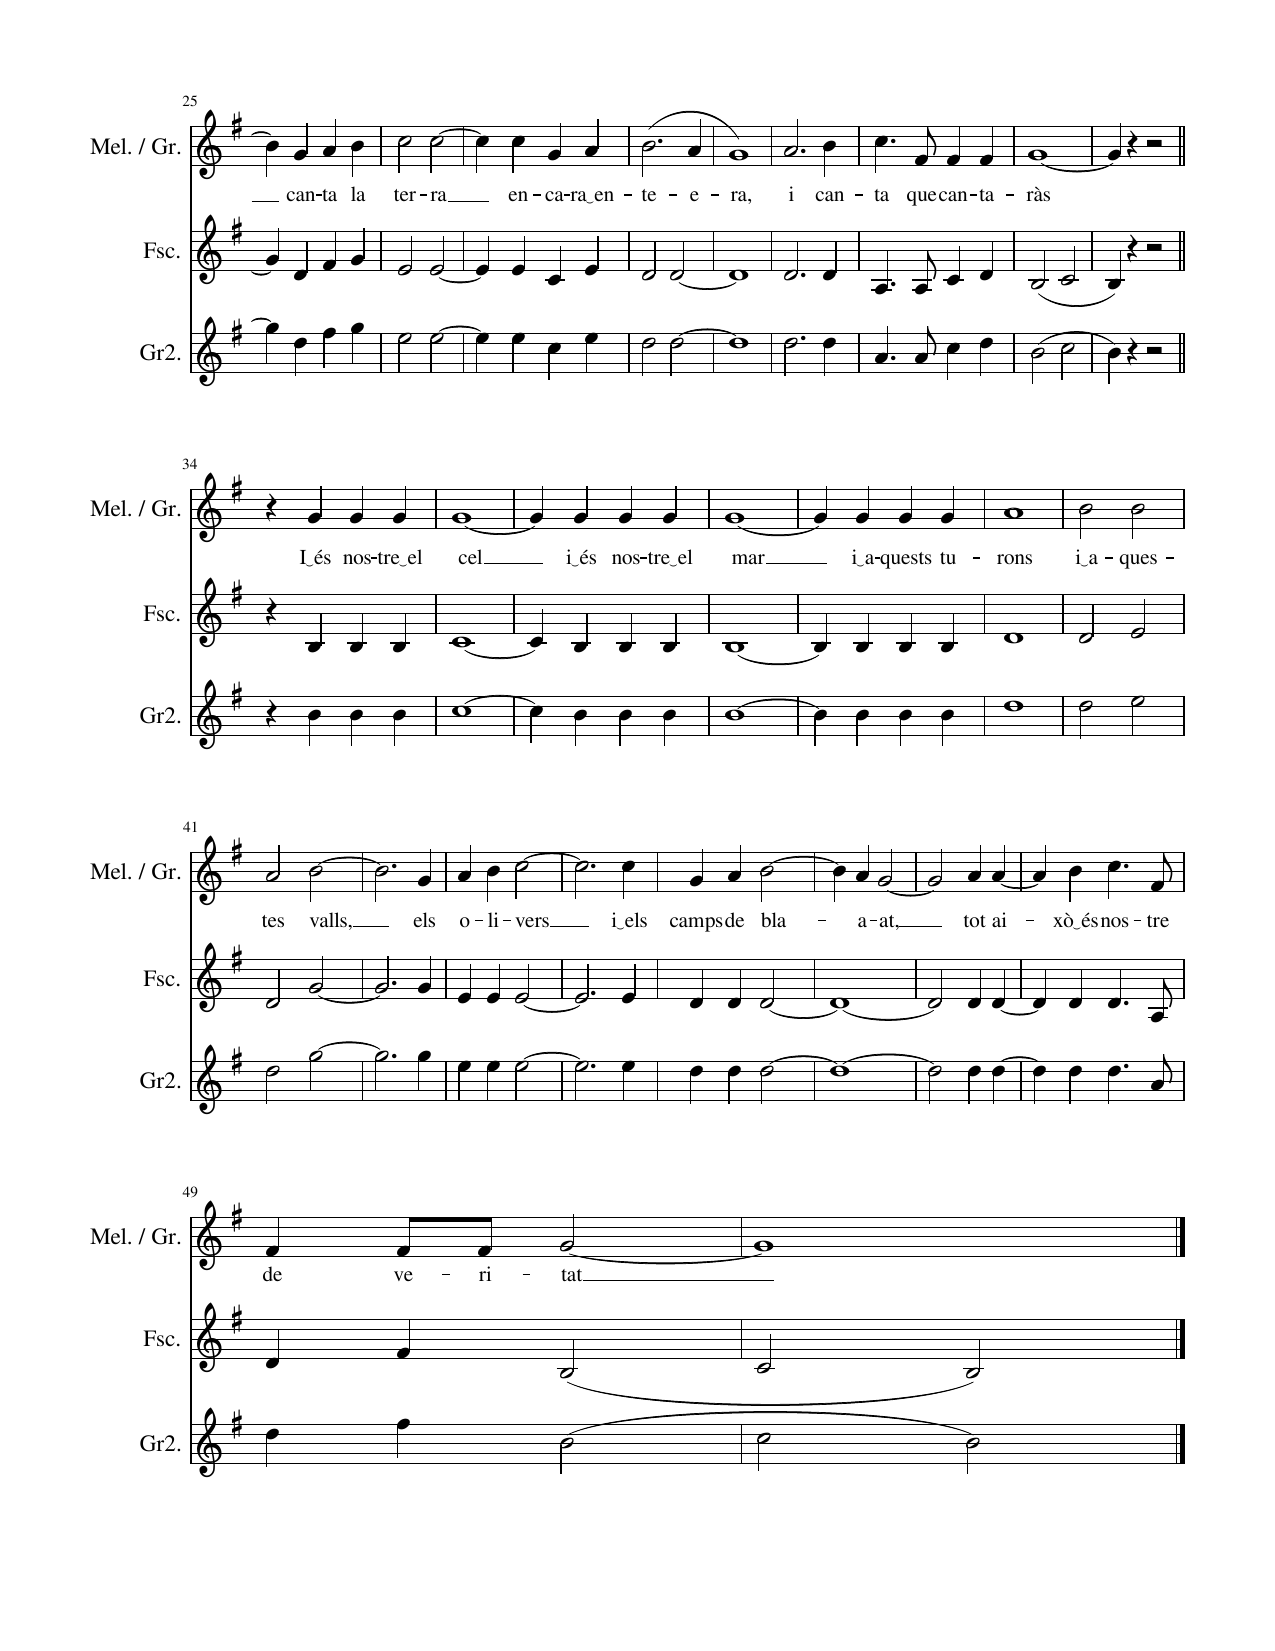 25
Mel. / Gr.
can-ta la ter-ra en-ca-ra‿en-te-e-ra, i can-ta que can-ta-ràs
Fsc.
Gr2.
34
Mel. / Gr.
I‿és nos-tre‿el cel i‿és nos-tre‿el mar i‿a-quests tu-rons i‿a-ques-
Fsc.
Gr2.
41
Mel. / Gr.
tes valls, els o-li-vers i‿els camps de bla-a-at, tot ai-xò‿és nos-tre
Fsc.
Gr2.
49
Mel. / Gr.
de ve-ri-tat
Fsc.
Gr2.